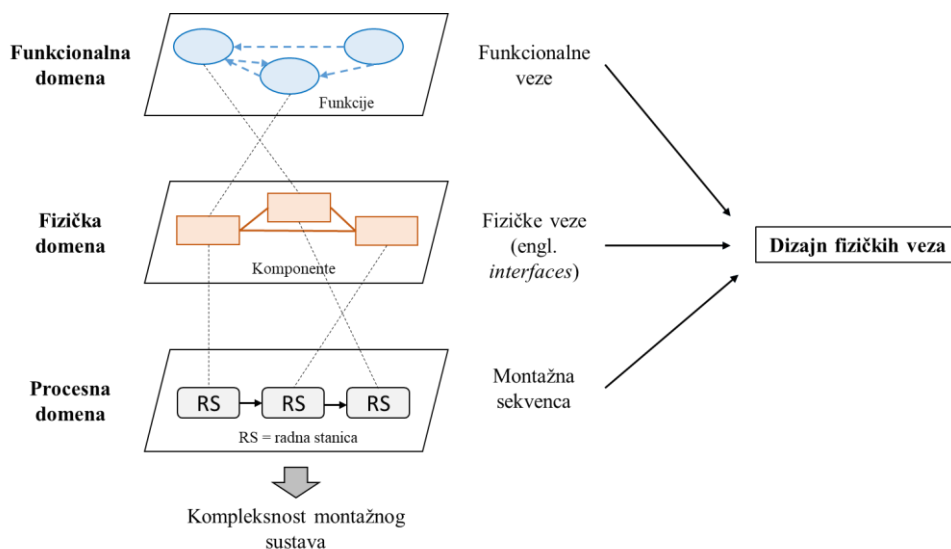 Funkcionalna
domena
Funkcije
Funkcionalne
veze
Fizička
domena
Komponente
Fizičke veze
(engl.
interfaces)
Dizajn fizičkih veza
Procesna
domena
RS
RS
RS
RS = radna stanica
Montažna
sekvenca
Kompleksnost montažnog
sustava